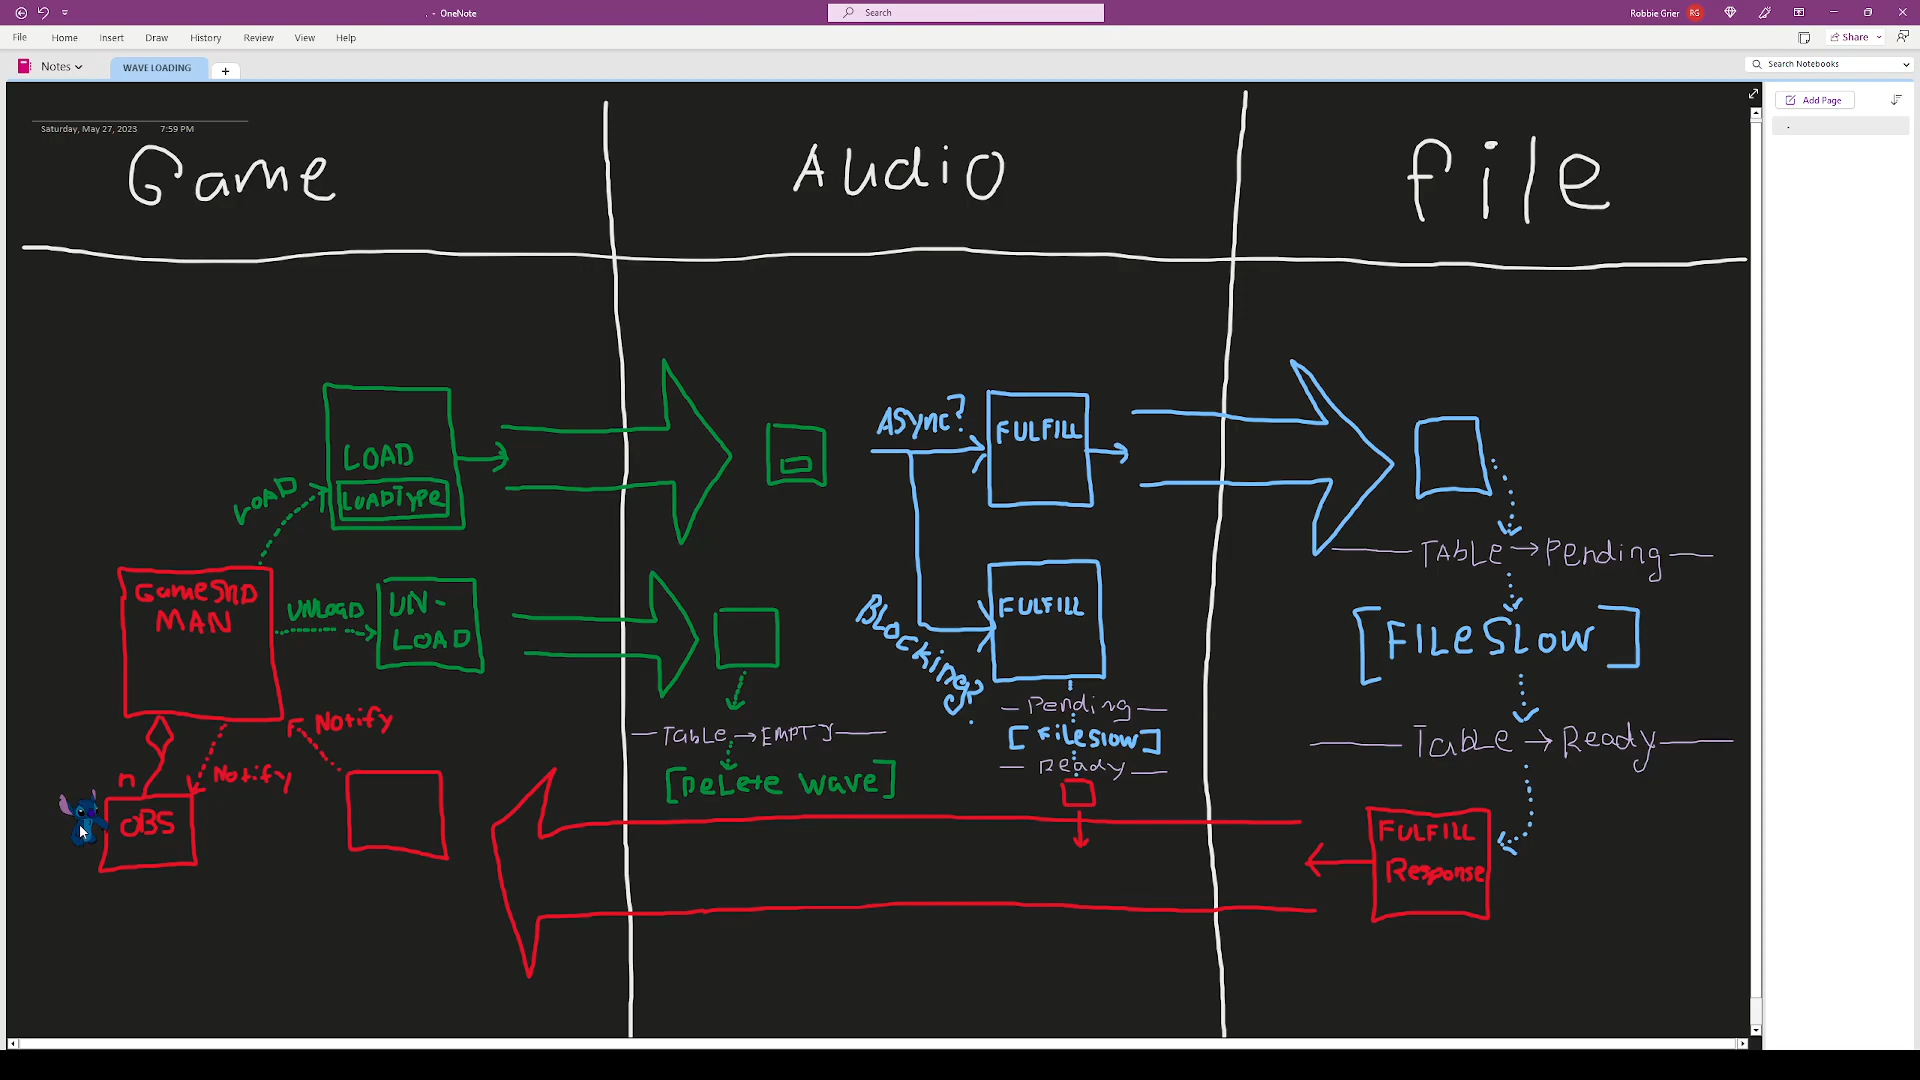 . - OneNote
Search
Robbie Grier
RG
File
Home
Insert
Draw
History
Review
View
Help
Share
Notes
WAVE LOADING
+
Search Notebooks
Add Page
.
Saturday, May 27, 2023
7:59 PM
Game
Audio
File
LOAD
LOADType
LOAD
ASync?
FULFILL
TAbLe → Pending
GameSND
MAN
UNLOAD
UN-
LOAD
BLocking?
FULFILL
[FILeSLow]
Pending
[FileSlow]
Ready
Table → EMPTY
[DeLete wave]
Table → Ready
Notify
Notify
n
OBS
FULFILL
Response